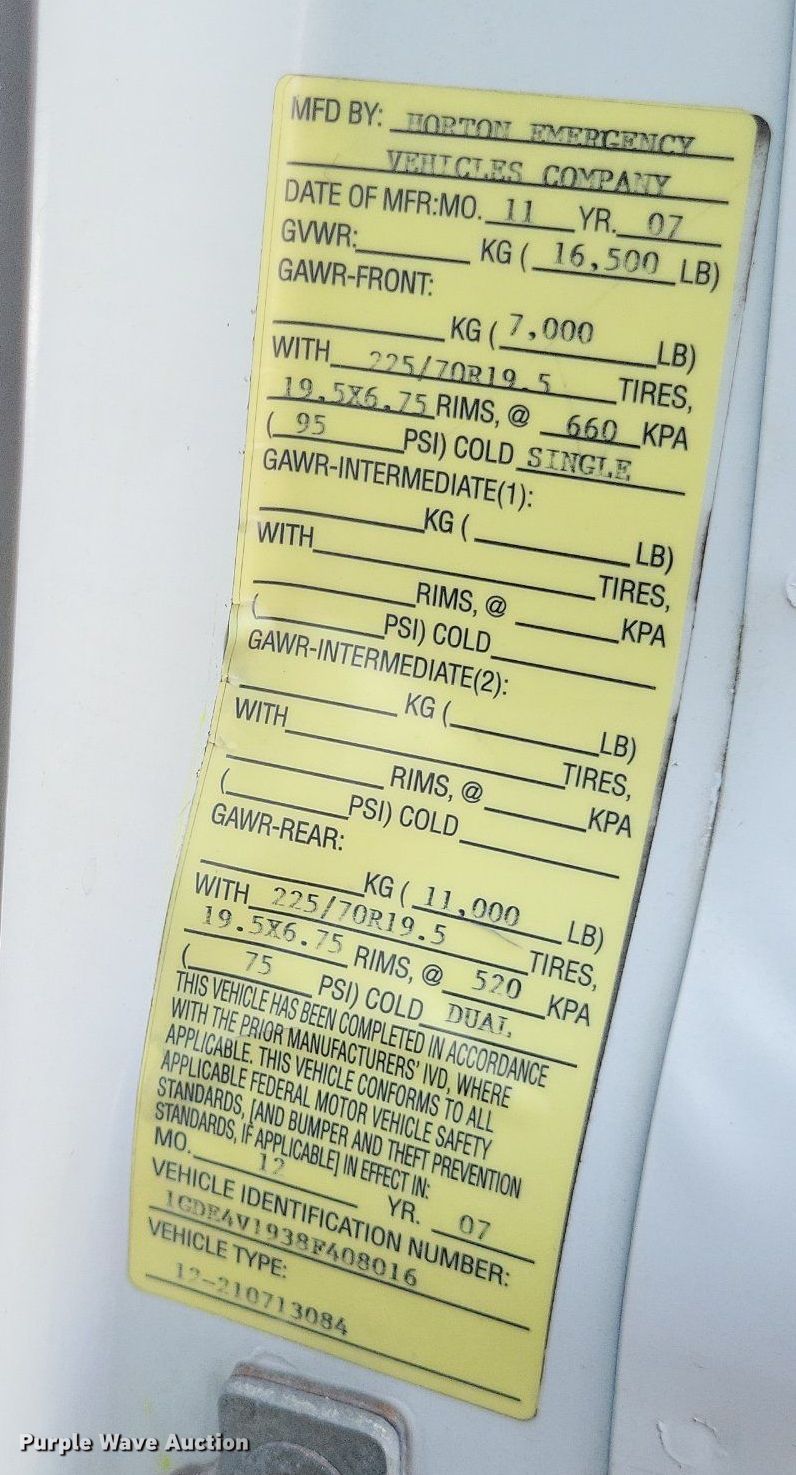 MFD BY: HORTON EMERGENCY
VEHICLES COMPANY
DATE OF MFR:MO. 11 YR. 07
GVWR: KG ( 16,500 LB)
GAWR-FRONT:
KG ( 7,000 LB)
WITH 225/70R19.5 TIRES,
19.5X6.75 RIMS, @ 660 KPA
( 95 PSI) COLD SINGLE
GAWR-INTERMEDIATE(1):
KG ( LB)
WITH TIRES,
RIMS, @ KPA
( PSI) COLD
GAWR-INTERMEDIATE(2):
KG ( LB)
WITH TIRES,
RIMS, @ KPA
( PSI) COLD
GAWR-REAR:
KG ( 11,000 LB)
WITH 225/70R19.5 TIRES,
19.5X6.75 RIMS, @ 520 KPA
( 75 PSI) COLD DUAL
THIS VEHICLE HAS BEEN COMPLETED IN ACCORDANCE
WITH THE PRIOR MANUFACTURERS' IVD, WHERE
APPLICABLE. THIS VEHICLE CONFORMS TO ALL
APPLICABLE FEDERAL MOTOR VEHICLE SAFETY
STANDARDS, [AND BUMPER AND THEFT PREVENTION
STANDARDS, IF APPLICABLE] IN EFFECT IN:
MO. 12 YR. 07
VEHICLE IDENTIFICATION NUMBER:
1GDE4V1938F408016
VEHICLE TYPE:
12-210713084
Purple Wave Auction